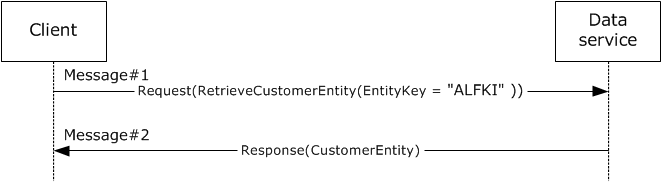 Client
Data
service
Message#1
Request(RetrieveCustomerEntity(EntityKey = "ALFKI" ))
Message#2
Response(CustomerEntity)